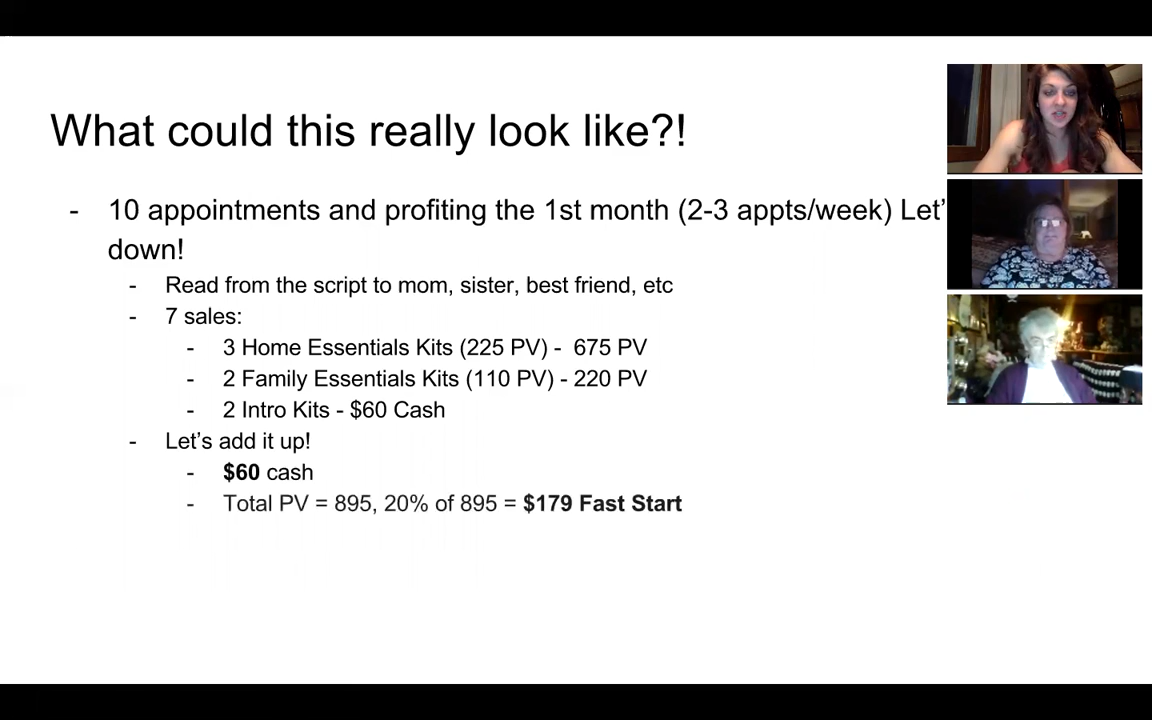 What could this really look like?!
- 10 appointments and profiting the 1st month (2-3 appts/week) Let'
down!
- Read from the script to mom, sister, best friend, etc
- 7 sales:
- 3 Home Essentials Kits (225 PV) - 675 PV
- 2 Family Essentials Kits (110 PV) - 220 PV
- 2 Intro Kits - $60 Cash
- Let's add it up!
- $60 cash
- Total PV = 895, 20% of 895 = $179 Fast Start